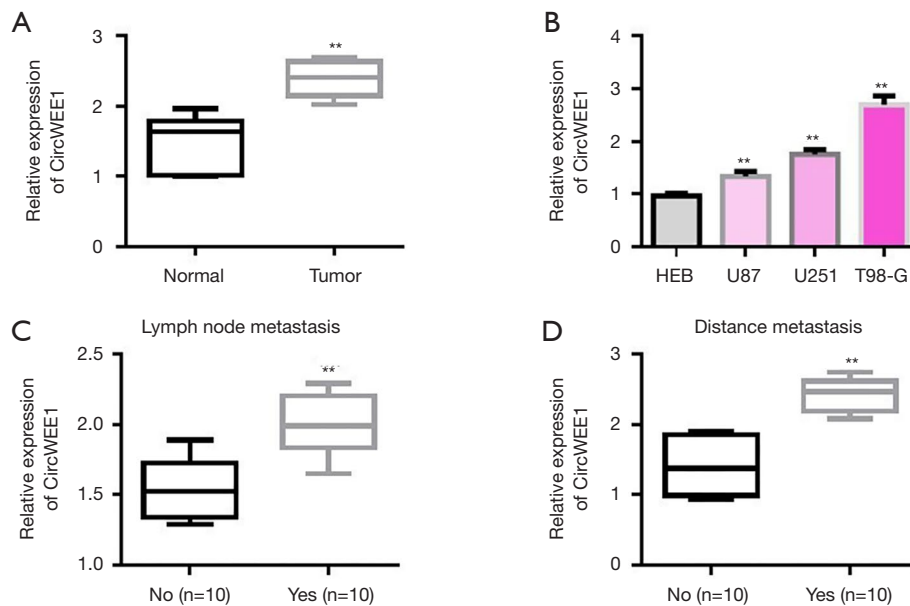 A
Relative expression
of CircWEE1
3
2
1
0
**
Normal
Tumor
B
Relative expression
of CircWEE1
4
3
2
1
0
**
**
**
HEB
U87
U251
T98-G
C
Lymph node metastasis
Relative expression
of CircWEE1
2.5
2.0
1.5
1.0
**
No (n=10)
Yes (n=10)
D
Distance metastasis
Relative expression
of CircWEE1
3
2
1
0
**
No (n=10)
Yes (n=10)